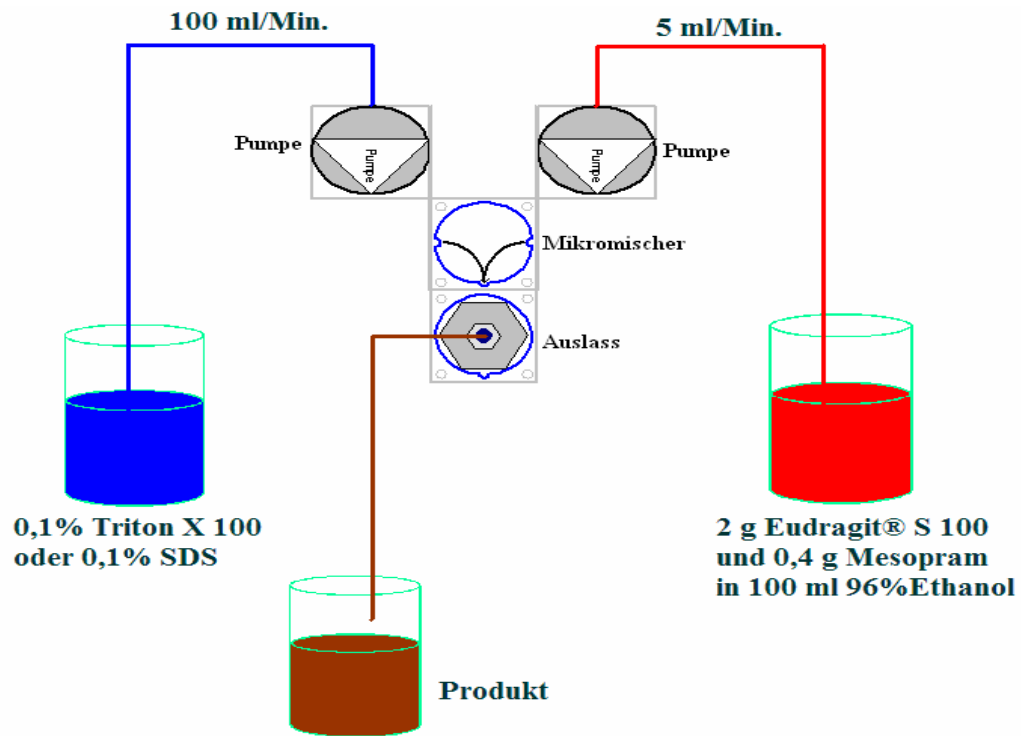 100 ml/Min.
5 ml/Min.
Pumpe
Pumpe
Pumpe
Pumpe
Mikromischer
Auslass
0,1% Triton X 100
oder 0,1% SDS
2 g Eudragit® S 100
und 0,4 g Mesopram
in 100 ml 96%Ethanol
Produkt